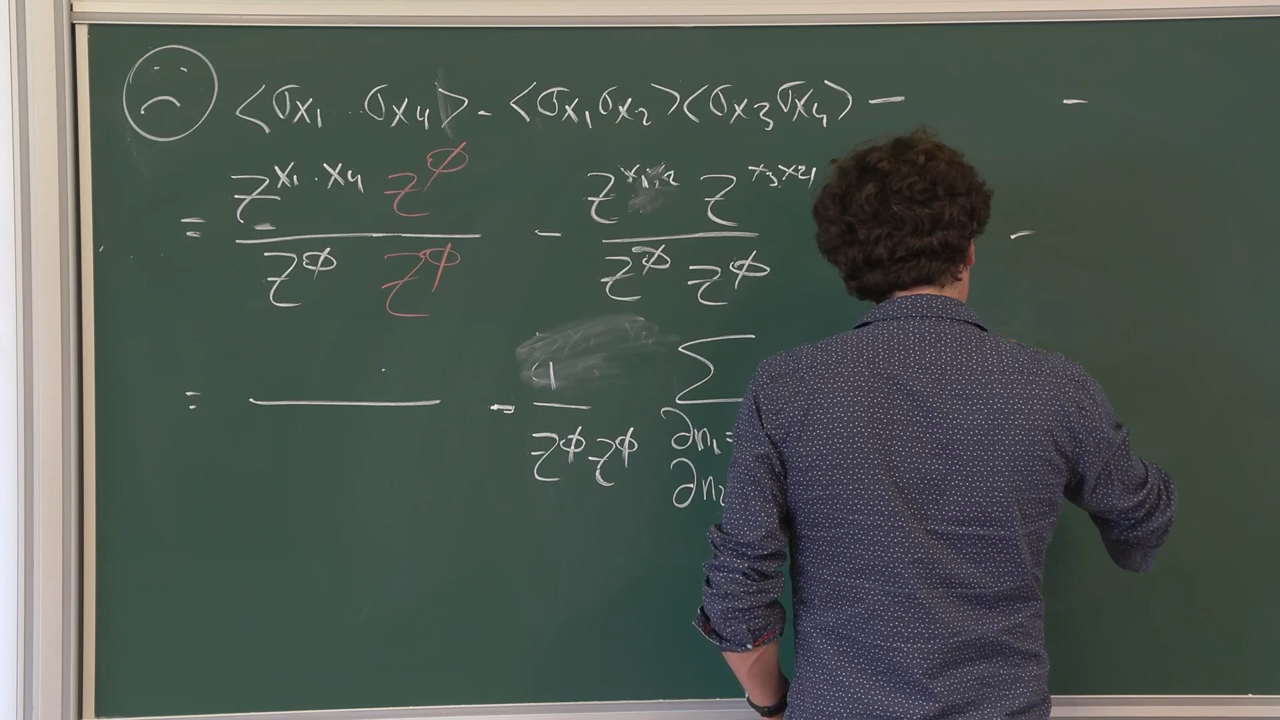 <σx₁ .. σx₄> - <σx₁σx₂><σx₃σx₄> - -
= Z^{x₁..x₄} Z^∅ / Z^∅ Z^∅ - Z^{x₁x₂} Z^{x₃x₄} / Z^∅ Z^∅ -
= ——— - 1 / Z^∅ Z^∅ Σ
∂n₁=
∂n₂